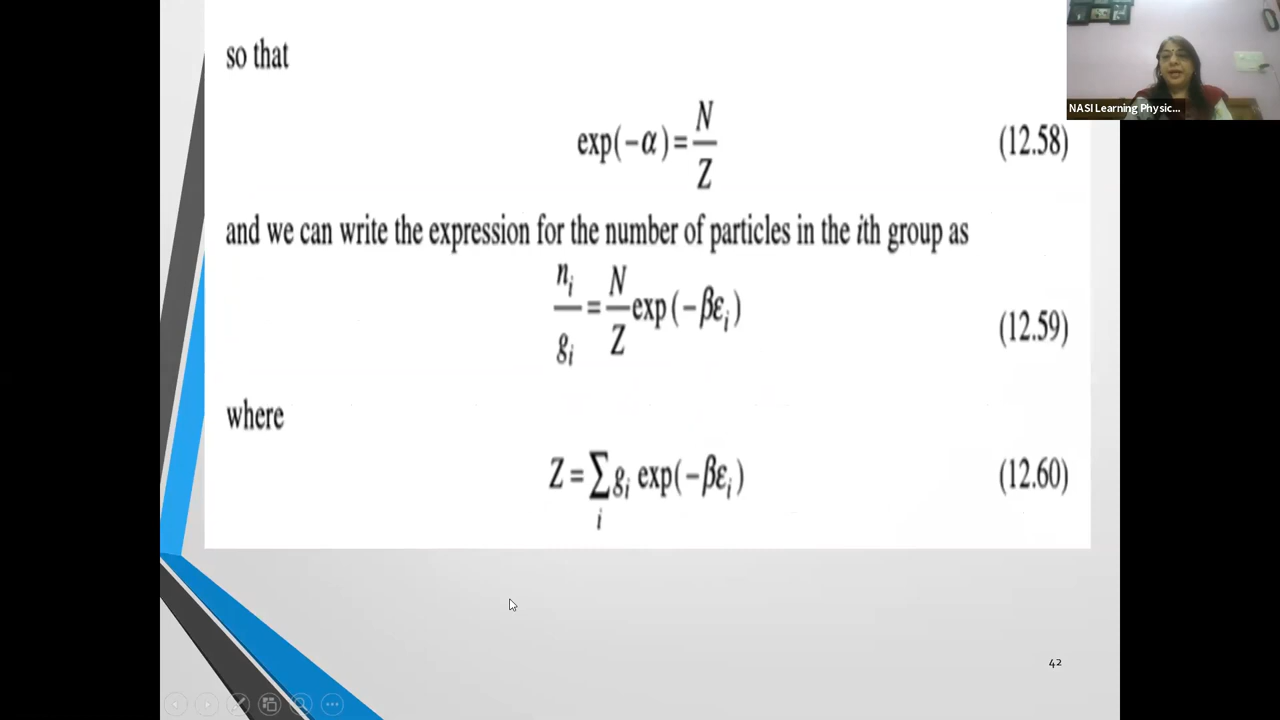 so that
exp(−α) = N/Z (12.58)
and we can write the expression for the number of particles in the ith group as
n_i/g_i = N/Z exp(−βε_i) (12.59)
where
Z = ∑_i g_i exp(−βε_i) (12.60)
42
NASI Learning Physic...